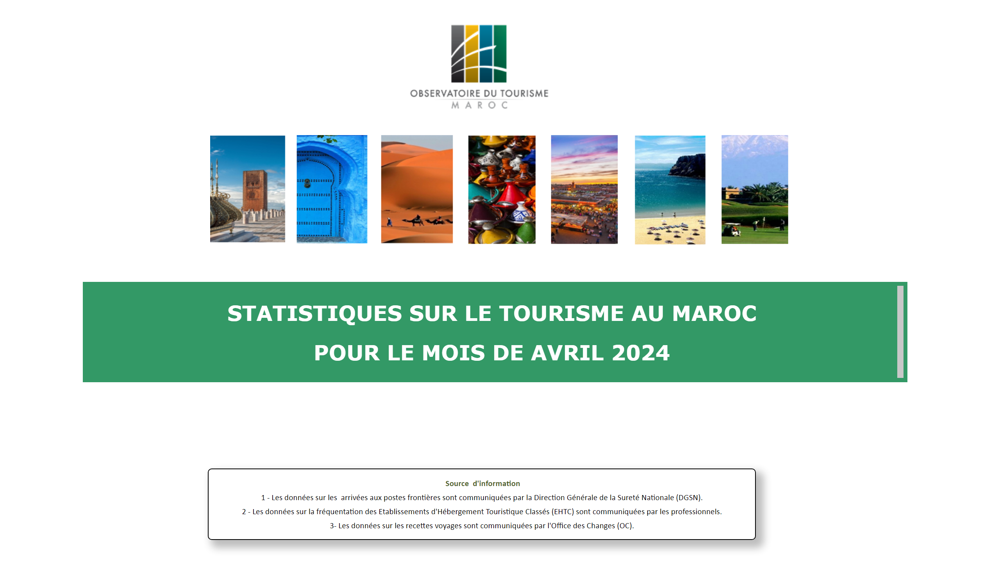 OBSERVATOIRE DU TOURISME
MAROC
STATISTIQUES SUR LE TOURISME AU MAROC
POUR LE MOIS DE AVRIL 2024
Source d'information
1 - Les données sur les arrivées aux postes frontières sont communiquées par la Direction Générale de la Sureté Nationale (DGSN).
2 - Les données sur la fréquentation des Etablissements d'Hébergement Touristique Classés (EHTC) sont communiquées par les professionnels.
3- Les données sur les recettes voyages sont communiquées par l'Office des Changes (OC).